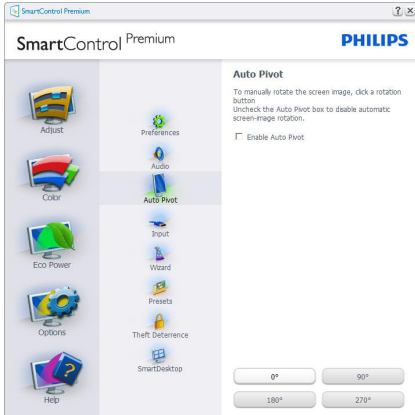 SmartControl Premium
SmartControl Premium
PHILIPS
Adjust
Color
Eco Power
Options
Help
Preferences
Audio
Auto Pivot
Input
Wizard
Presets
Theft Deterrence
SmartDesktop
Auto Pivot
To manually rotate the screen image, click a rotation
button
Uncheck the Auto Pivot box to disable automatic
screen-image rotation.
Enable Auto Pivot
0°
90°
180°
270°